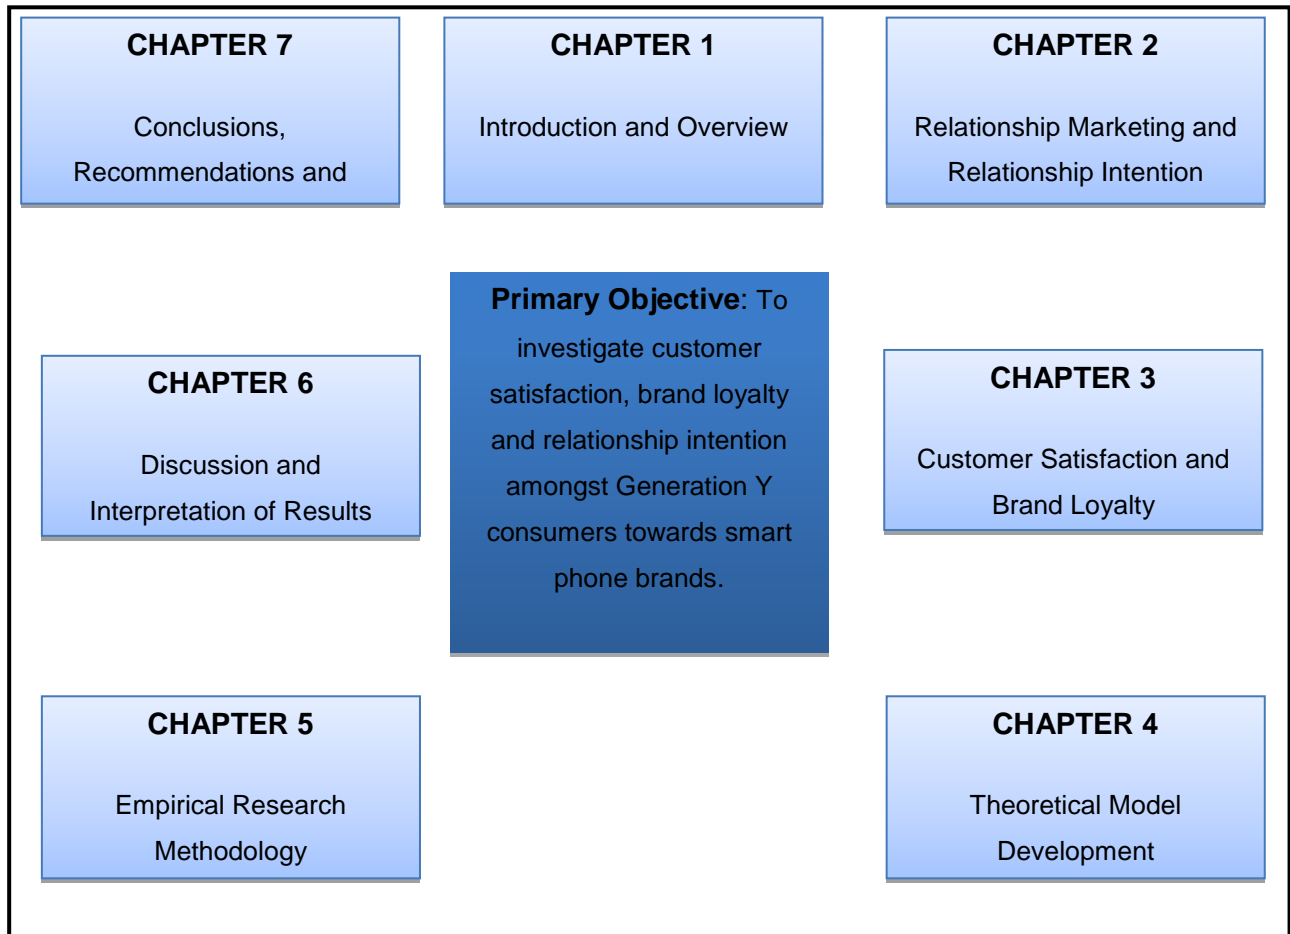 CHAPTER 7
Conclusions,
Recommendations and
CHAPTER 1
Introduction and Overview
CHAPTER 2
Relationship Marketing and
Relationship Intention
Primary Objective: To
investigate customer
satisfaction, brand loyalty
and relationship intention
amongst Generation Y
consumers towards smart
phone brands.
CHAPTER 6
Discussion and
Interpretation of Results
CHAPTER 3
Customer Satisfaction and
Brand Loyalty
CHAPTER 5
Empirical Research
Methodology
CHAPTER 4
Theoretical Model
Development